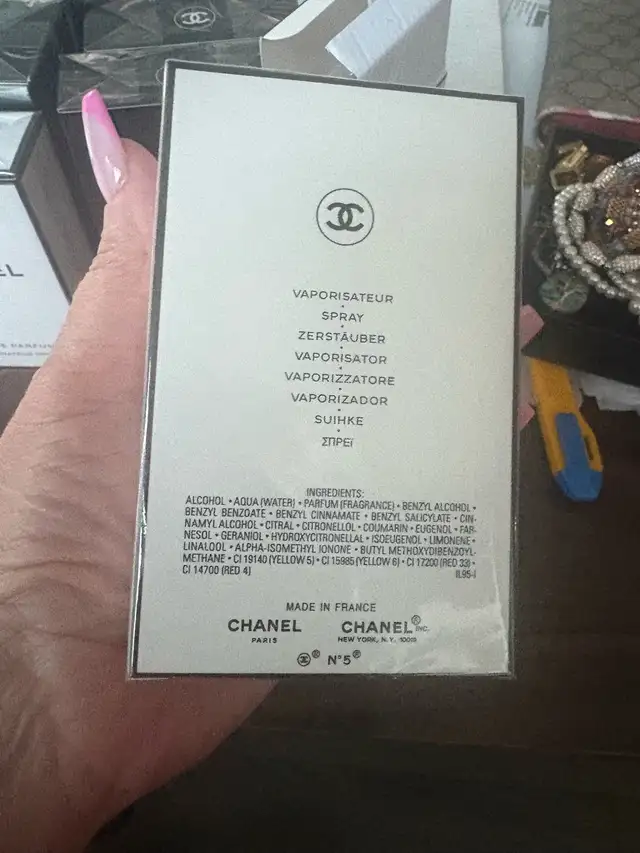 VAPORISATEUR
•
SPRAY
•
ZERSTÄUBER
•
VAPORISATOR
•
VAPORIZZATORE
•
VAPORIZADOR
•
SUIHKE
•
ΣΠΡΕΪ
INGREDIENTS:
ALCOHOL • AQUA (WATER) • PARFUM (FRAGRANCE) • BENZYL ALCOHOL •
BENZYL BENZOATE • BENZYL CINNAMATE • BENZYL SALICYLATE • CIN-
NAMYL ALCOHOL • CITRAL • CITRONELLOL • COUMARIN • EUGENOL • FAR-
NESOL • GERANIOL • HYDROXYCITRONELLAL • ISOEUGENOL • LIMONENE •
LINALOOL • ALPHA-ISOMETHYL IONONE • BUTYL METHOXYDIBENZOYL-
METHANE • CI 19140 (YELLOW 5) • CI 15985 (YELLOW 6) • CI 17200 (RED 33) •
CI 14700 (RED 4) IL95-I
MADE IN FRANCE
CHANEL CHANEL® INC.
PARIS NEW YORK, N.Y. 10019
® N°5®
EL
PARFUM